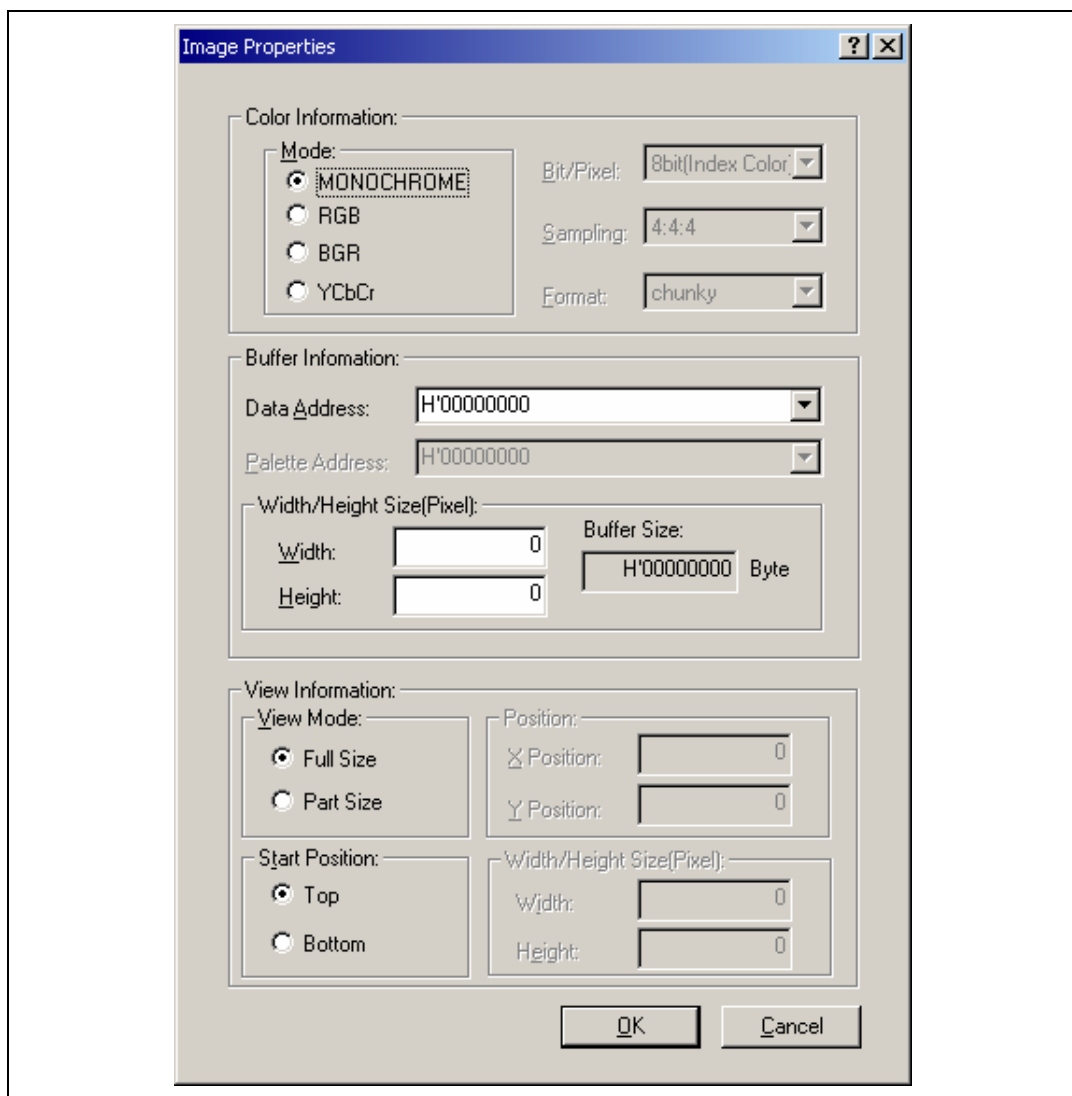 Image Properties
Color Information:
Mode:
MONOCHROME
RGB
BGR
YCbCr
Bit/Pixel: 8bit(Index Color)
Sampling: 4:4:4
Format: chunky
Buffer Infomation:
Data Address: H'00000000
Palette Address: H'00000000
Width/Height Size(Pixel):
Width: 0
Height: 0
Buffer Size:
H'00000000 Byte
View Information:
View Mode:
Full Size
Part Size
Position:
X Position: 0
Y Position: 0
Start Position:
Top
Bottom
Width/Height Size(Pixel):
Width: 0
Height: 0
OK Cancel